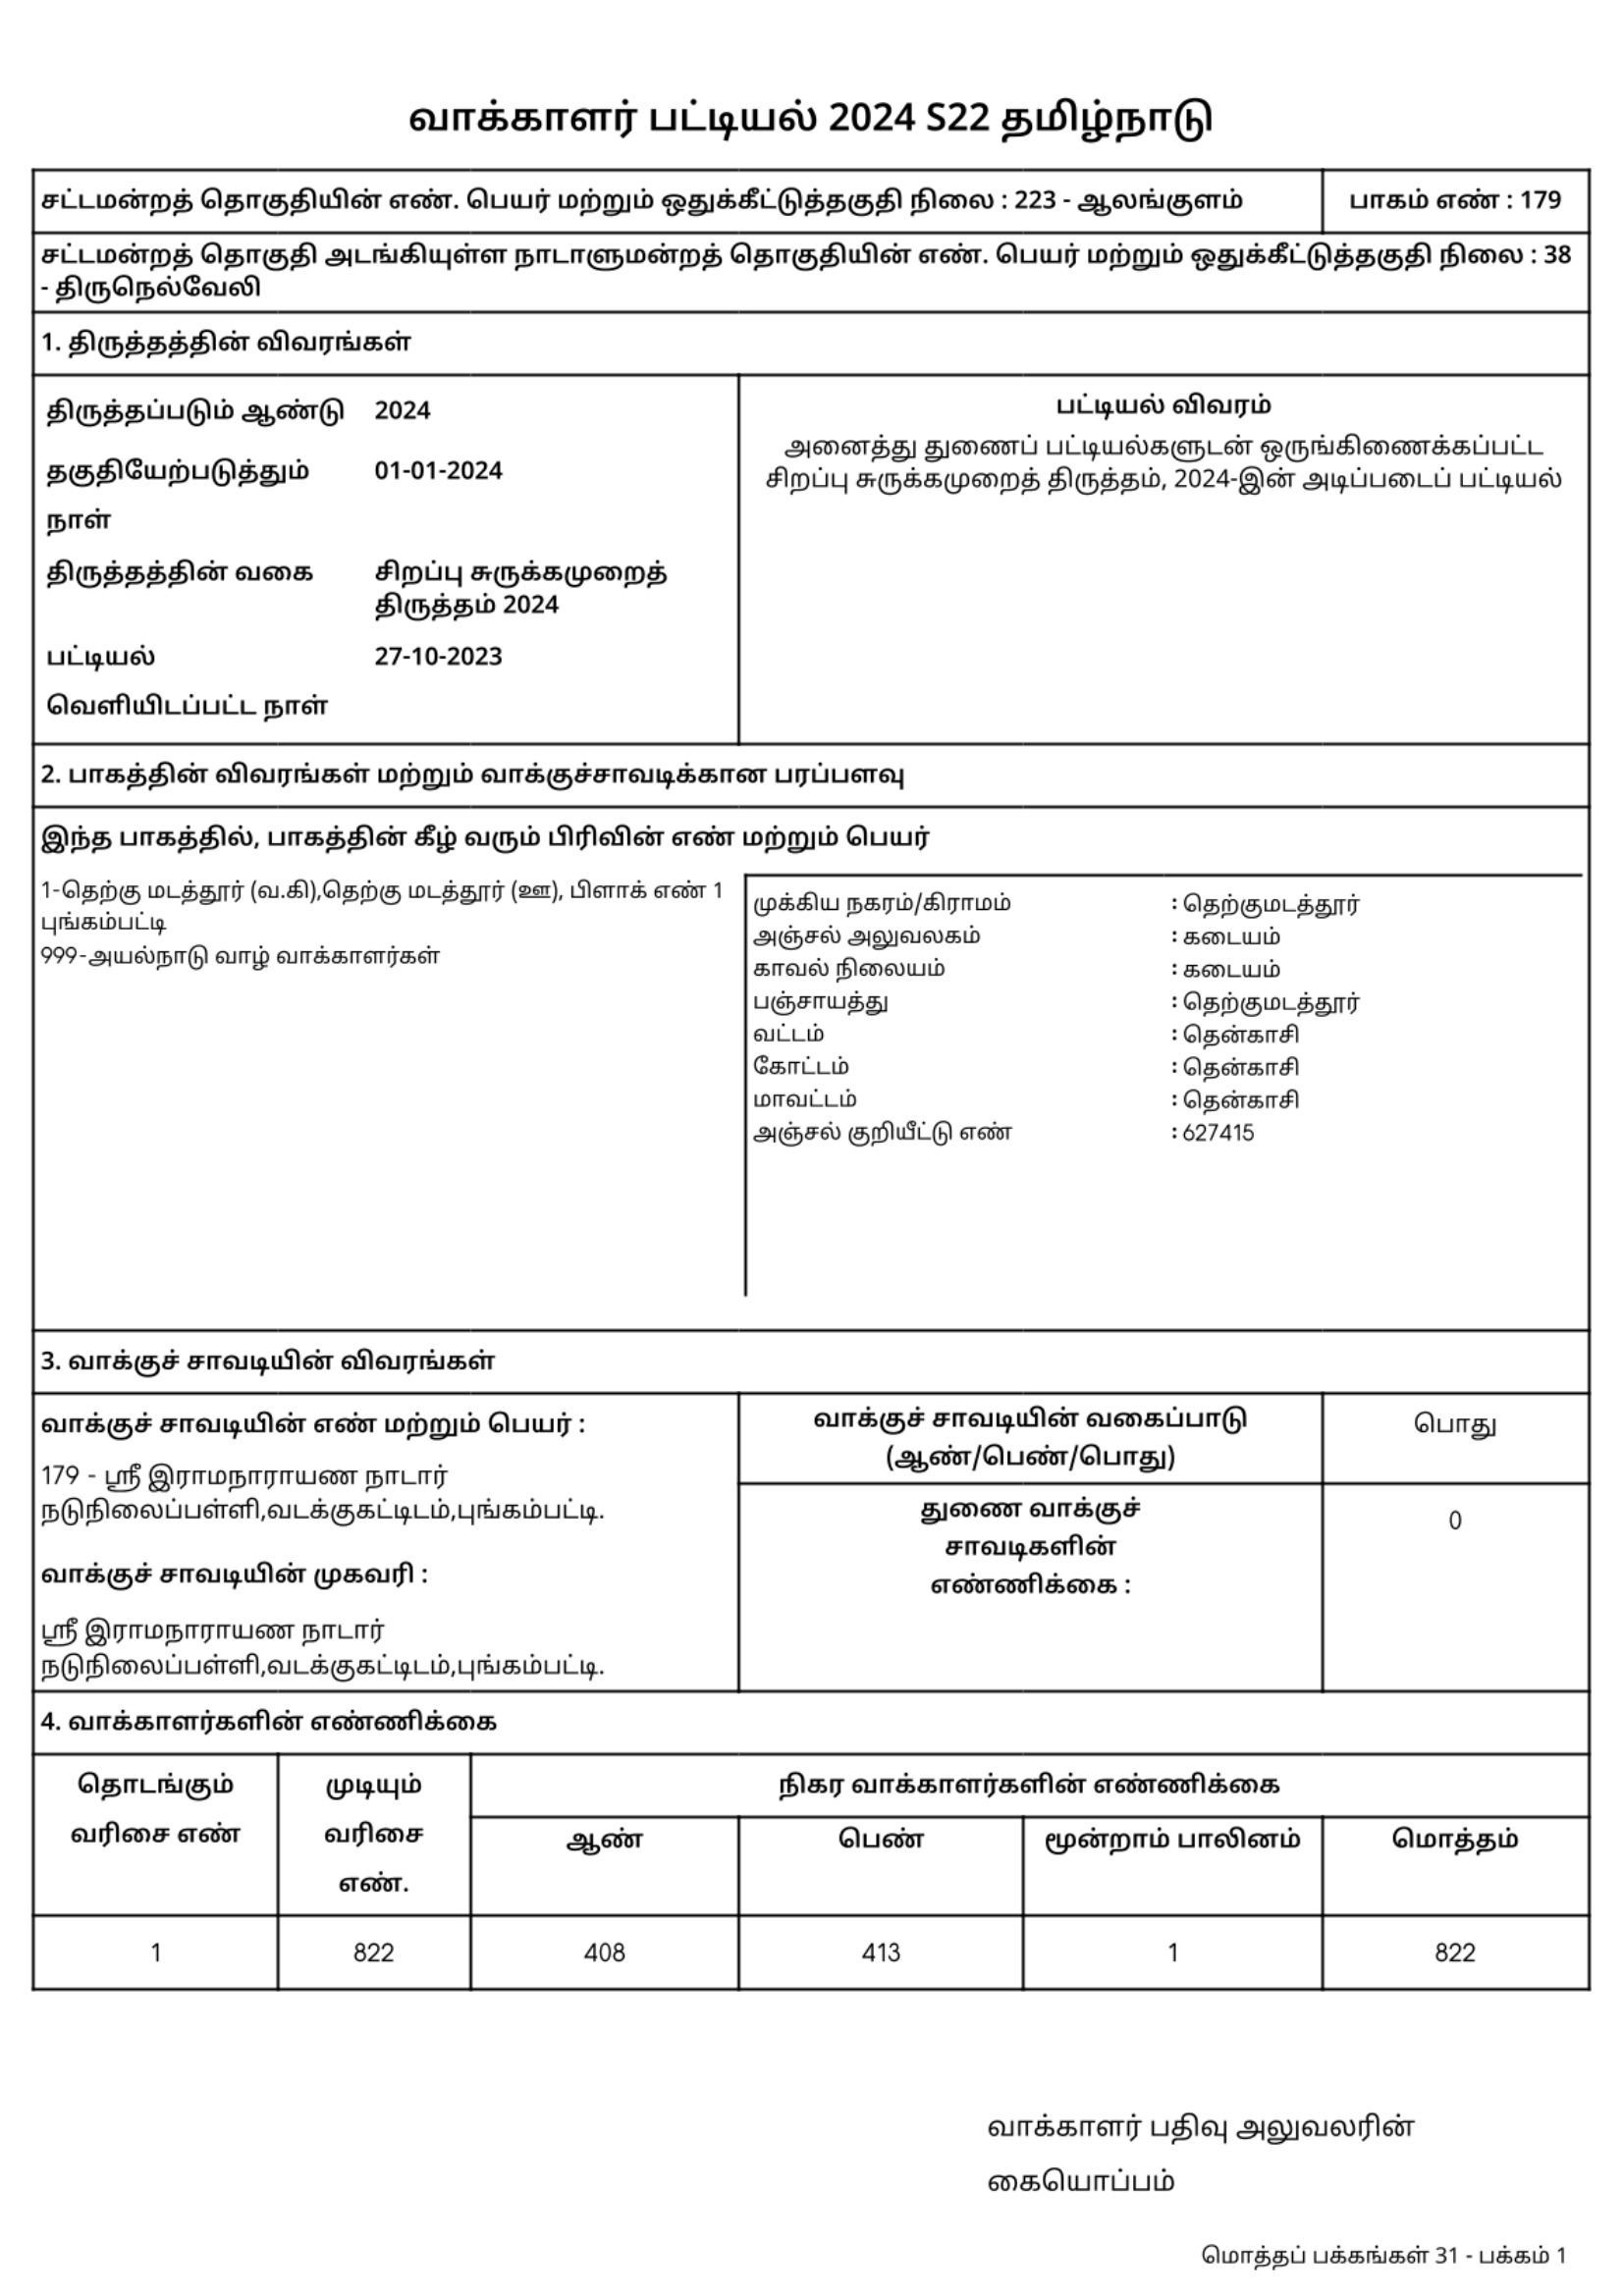 வாக்காளர் பட்டியல் 2024 S22 தமிழ்நாடு
சட்டமன்றத் தொகுதியின் எண். பெயர் மற்றும் ஒதுக்கீட்டுத்தகுதி நிலை : 223 - ஆலங்குளம்
பாகம் எண் : 179
சட்டமன்றத் தொகுதி அடங்கியுள்ள நாடாளுமன்றத் தொகுதியின் எண். பெயர் மற்றும் ஒதுக்கீட்டுத்தகுதி நிலை : 38
- திருநெல்வேலி
1. திருத்தத்தின் விவரங்கள்
திருத்தப்படும் ஆண்டு 2024
தகுதியேற்படுத்தும் 01-01-2024
நாள்
திருத்தத்தின் வகை சிறப்பு சுருக்கமுறைத்
திருத்தம் 2024
பட்டியல் 27-10-2023
வெளியிடப்பட்ட நாள்
பட்டியல் விவரம்
அனைத்து துணைப் பட்டியல்களுடன் ஒருங்கிணைக்கப்பட்ட
சிறப்பு சுருக்கமுறைத் திருத்தம், 2024-இன் அடிப்படைப் பட்டியல்
2. பாகத்தின் விவரங்கள் மற்றும் வாக்குச்சாவடிக்கான பரப்பளவு
இந்த பாகத்தில், பாகத்தின் கீழ் வரும் பிரிவின் எண் மற்றும் பெயர்
1-தெற்கு மடத்தூர் (வ.கி),தெற்கு மடத்தூர் (ஊ), பிளாக் எண் 1
புங்கம்பட்டி
999-அயல்நாடு வாழ் வாக்காளர்கள்
முக்கிய நகரம்/கிராமம் : தெற்குமடத்தூர்
அஞ்சல் அலுவலகம் : கடையம்
காவல் நிலையம் : கடையம்
பஞ்சாயத்து : தெற்குமடத்தூர்
வட்டம் : தென்காசி
கோட்டம் : தென்காசி
மாவட்டம் : தென்காசி
அஞ்சல் குறியீட்டு எண் : 627415
3. வாக்குச் சாவடியின் விவரங்கள்
வாக்குச் சாவடியின் எண் மற்றும் பெயர் :
179 - ஸ்ரீ இராமநாராயண நாடார்
நடுநிலைப்பள்ளி,வடக்குகட்டிடம்,புங்கம்பட்டி.
வாக்குச் சாவடியின் முகவரி :
ஸ்ரீ இராமநாராயண நாடார்
நடுநிலைப்பள்ளி,வடக்குகட்டிடம்,புங்கம்பட்டி.
வாக்குச் சாவடியின் வகைப்பாடு
(ஆண்/பெண்/பொது)
பொது
துணை வாக்குச்
சாவடிகளின்
எண்ணிக்கை :
0
4. வாக்காளர்களின் எண்ணிக்கை
தொடங்கும்
வரிசை எண்
முடியும்
வரிசை
எண்.
நிகர வாக்காளர்களின் எண்ணிக்கை
ஆண் பெண் மூன்றாம் பாலினம் மொத்தம்
1 822 408 413 1 822
வாக்காளர் பதிவு அலுவலரின்
கையொப்பம்
மொத்தப் பக்கங்கள் 31 - பக்கம் 1